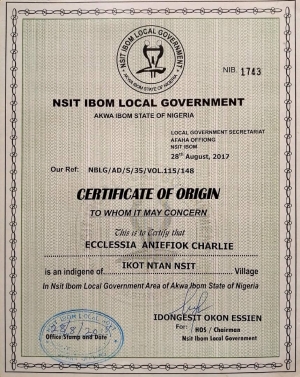 NSIT IBOM LOCAL GOVERNMENT
AKWA IBOM STATE OF NIGERIA
NIB. 1743
NSIT IBOM LOCAL GOVERNMENT
AKWA IBOM STATE OF NIGERIA
LOCAL GOVERNMENT SECRETARIAT
AFAHA OFFIONG
NSIT IBOM
28th August, 2017
Our Ref: NBLG/AD/S/35/VOL.115/148
CERTIFICATE OF ORIGIN
TO WHOM IT MAY CONCERN
This is to Certify that
ECCLESSIA ANIEFIOK CHARLIE
is an indigene of IKOT NTAN NSIT Village
in Nsit Ibom Local Government Area of Akwa Ibom State of Nigeria
IDONGESIT OKON ESSIEN
For: HOS / Chairman
Nsit Ibom Local Government
Office Stamp and Date